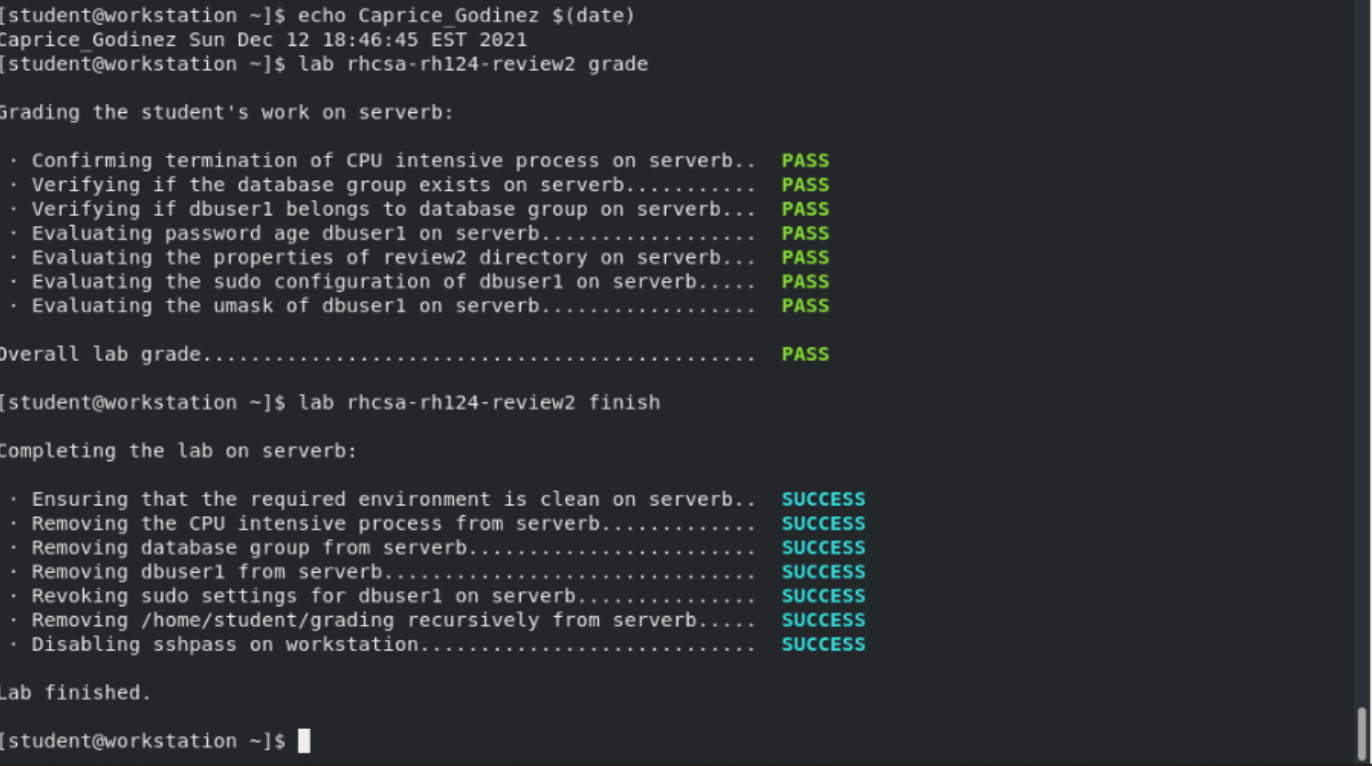 [student@workstation ~]$ echo Caprice_Godinez $(date)
Caprice_Godinez Sun Dec 12 18:46:45 EST 2021
[student@workstation ~]$ lab rhcsa-rh124-review2 grade
Grading the student's work on serverb:
· Confirming termination of CPU intensive process on serverb.. PASS
· Verifying if the database group exists on serverb........... PASS
· Verifying if dbuser1 belongs to database group on serverb... PASS
· Evaluating password age dbuser1 on serverb.................. PASS
· Evaluating the properties of review2 directory on serverb... PASS
· Evaluating the sudo configuration of dbuser1 on serverb..... PASS
· Evaluating the umask of dbuser1 on serverb.................. PASS
Overall lab grade.............................................. PASS
[student@workstation ~]$ lab rhcsa-rh124-review2 finish
Completing the lab on serverb:
· Ensuring that the required environment is clean on serverb.. SUCCESS
· Removing the CPU intensive process from serverb............. SUCCESS
· Removing database group from serverb........................ SUCCESS
· Removing dbuser1 from serverb............................... SUCCESS
· Revoking sudo settings for dbuser1 on serverb............... SUCCESS
· Removing /home/student/grading recursively from serverb..... SUCCESS
· Disabling sshpass on workstation............................ SUCCESS
Lab finished.
[student@workstation ~]$